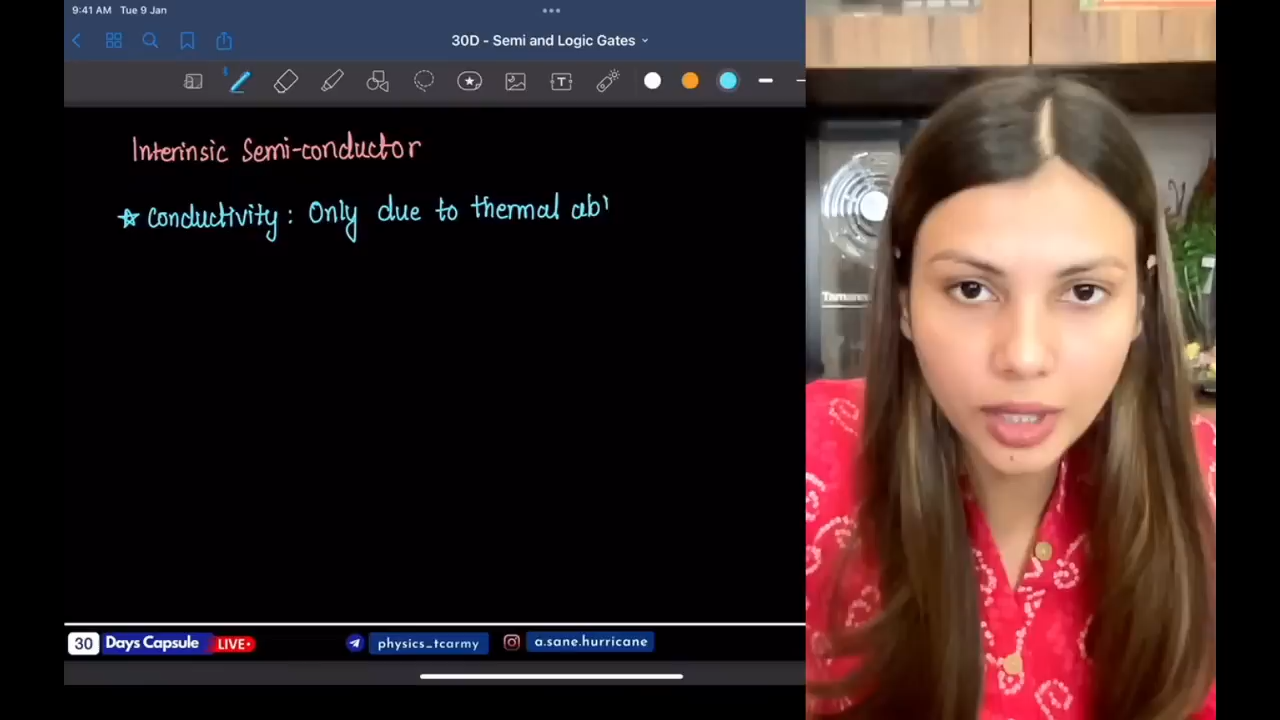 9:41 AM Tue 9 Jan
30D - Semi and Logic Gates
T
Interinsic Semi-conductor
Conductivity: Only due to thermal
30 Days Capsule LIVE
physics_tcarmy
a.sane.hurricane